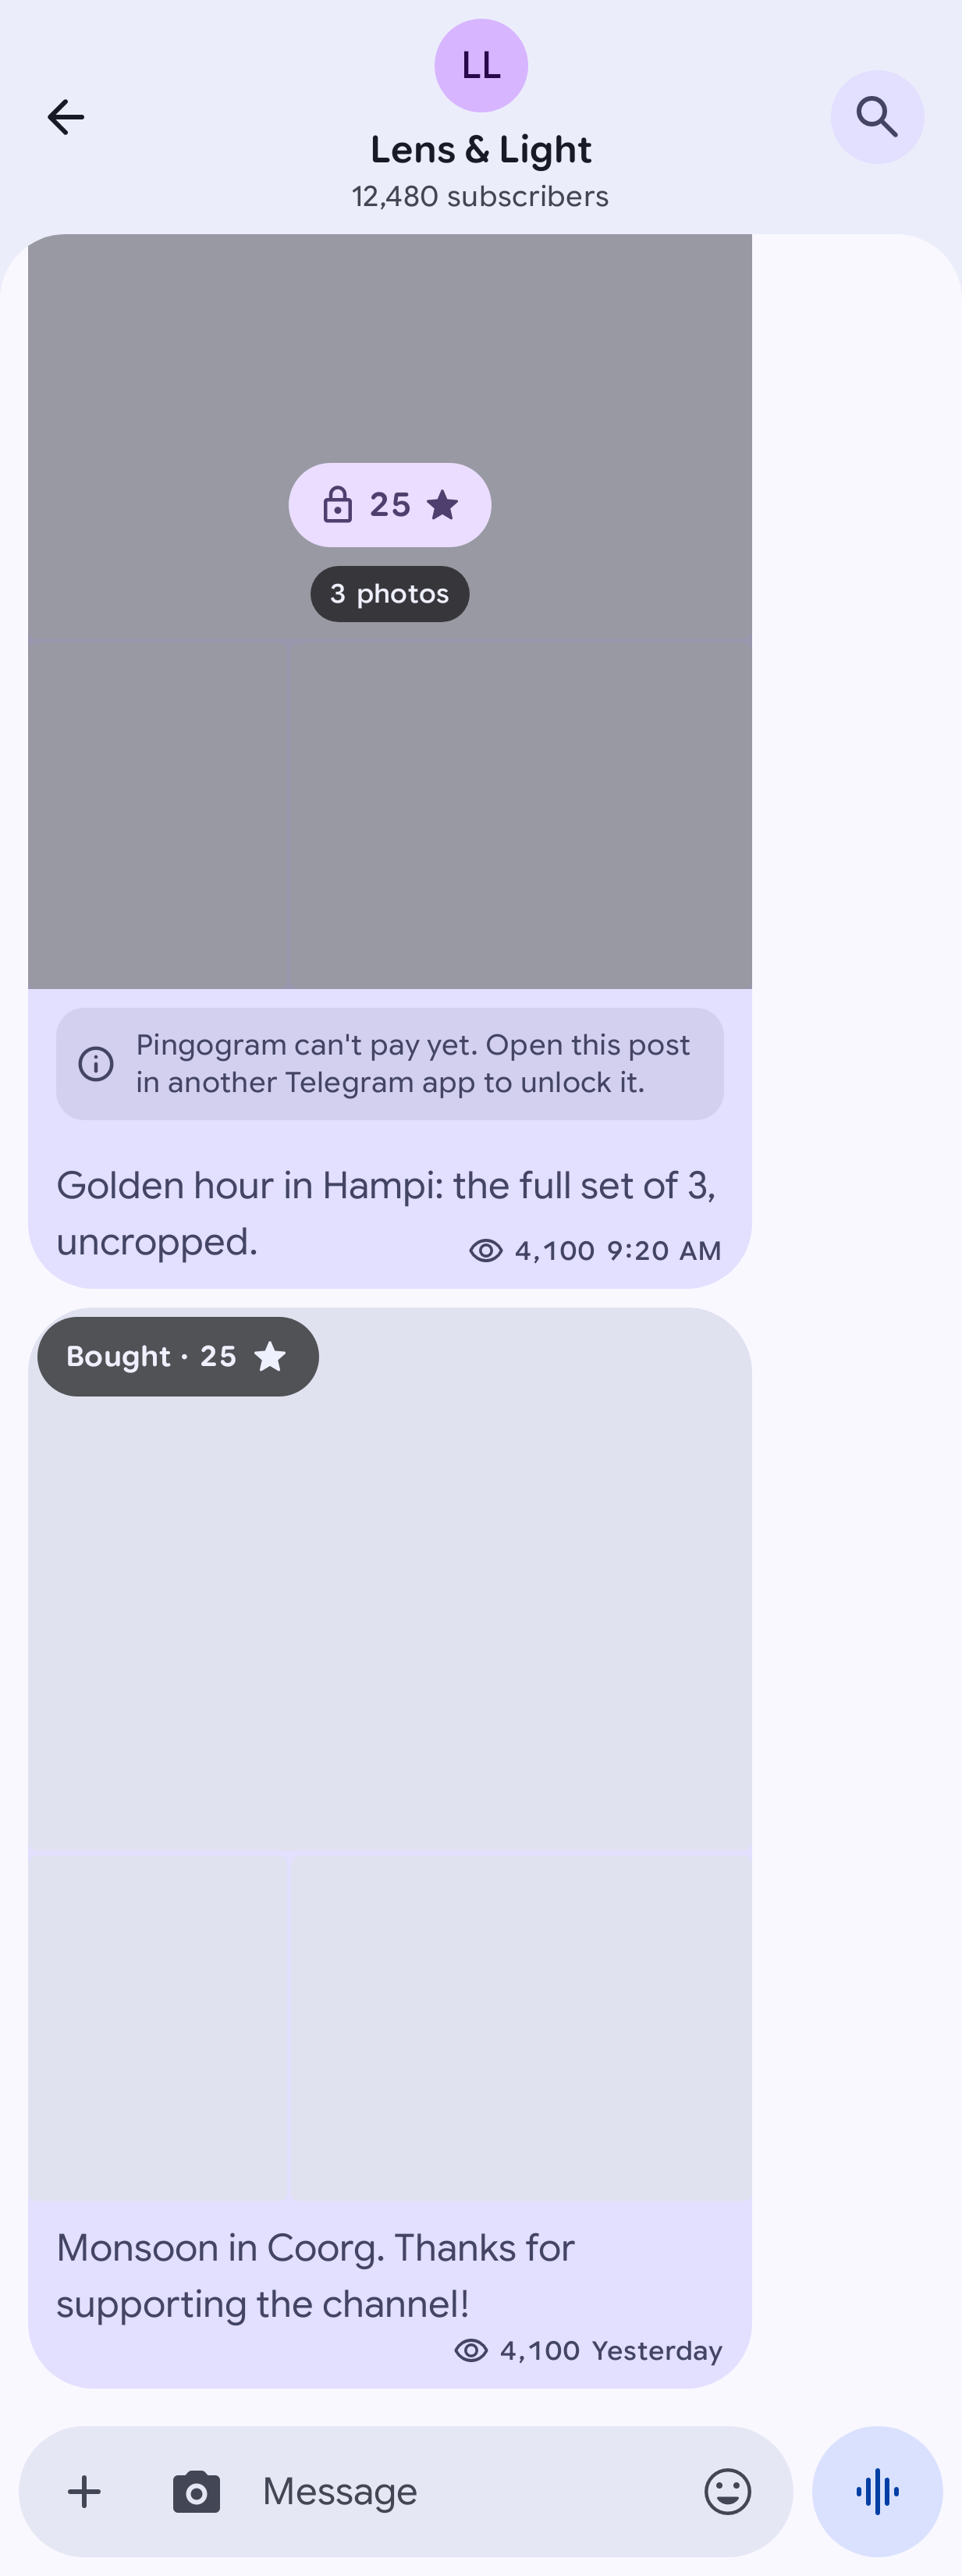 LL
Lens & Light
12,480 subscribers
25
3 photos
Pingogram can't pay yet. Open this post
in another Telegram app to unlock it.
Golden hour in Hampi: the full set of 3,
uncropped.
4,100 9:20 AM
Bought · 25
Monsoon in Coorg. Thanks for
supporting the channel!
4,100 Yesterday
Message